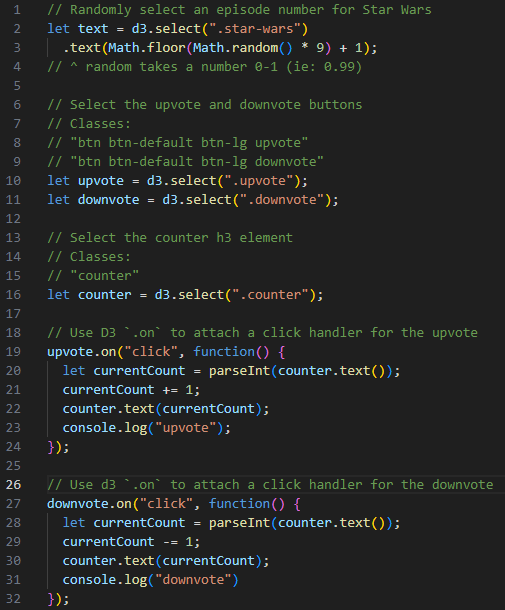 1 // Randomly select an episode number for Star Wars
2 let text = d3.select(".star-wars")
3   .text(Math.floor(Math.random() * 9) + 1);
4 // ^ random takes a number 0-1 (ie: 0.99)
5
6 // Select the upvote and downvote buttons
7 // Classes:
8 // "btn btn-default btn-lg upvote"
9 // "btn btn-default btn-lg downvote"
10 let upvote = d3.select(".upvote");
11 let downvote = d3.select(".downvote");
12
13 // Select the counter h3 element
14 // Classes:
15 // "counter"
16 let counter = d3.select(".counter");
17
18 // Use D3 `.on` to attach a click handler for the upvote
19 upvote.on("click", function() {
20   let currentCount = parseInt(counter.text());
21   currentCount += 1;
22   counter.text(currentCount);
23   console.log("upvote");
24 });
25
26 // Use d3 `.on` to attach a click handler for the downvote
27 downvote.on("click", function() {
28   let currentCount = parseInt(counter.text());
29   currentCount -= 1;
30   counter.text(currentCount);
31   console.log("downvote")
32 });